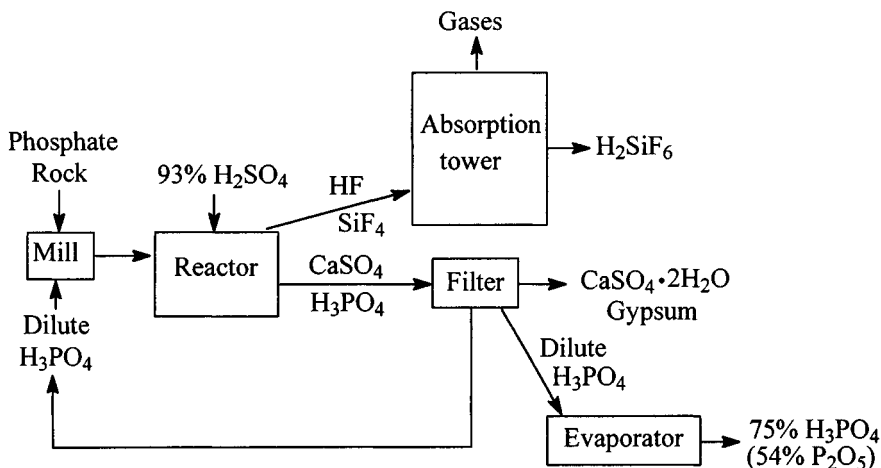 Gases
Absorption
tower
H₂SiF₆
Phosphate
Rock
93% H₂SO₄
HF
SiF₄
Mill
Reactor
CaSO₄
H₃PO₄
Filter
CaSO₄•2H₂O
Gypsum
Dilute
H₃PO₄
Dilute
H₃PO₄
Evaporator
75% H₃PO₄
(54% P₂O₅)